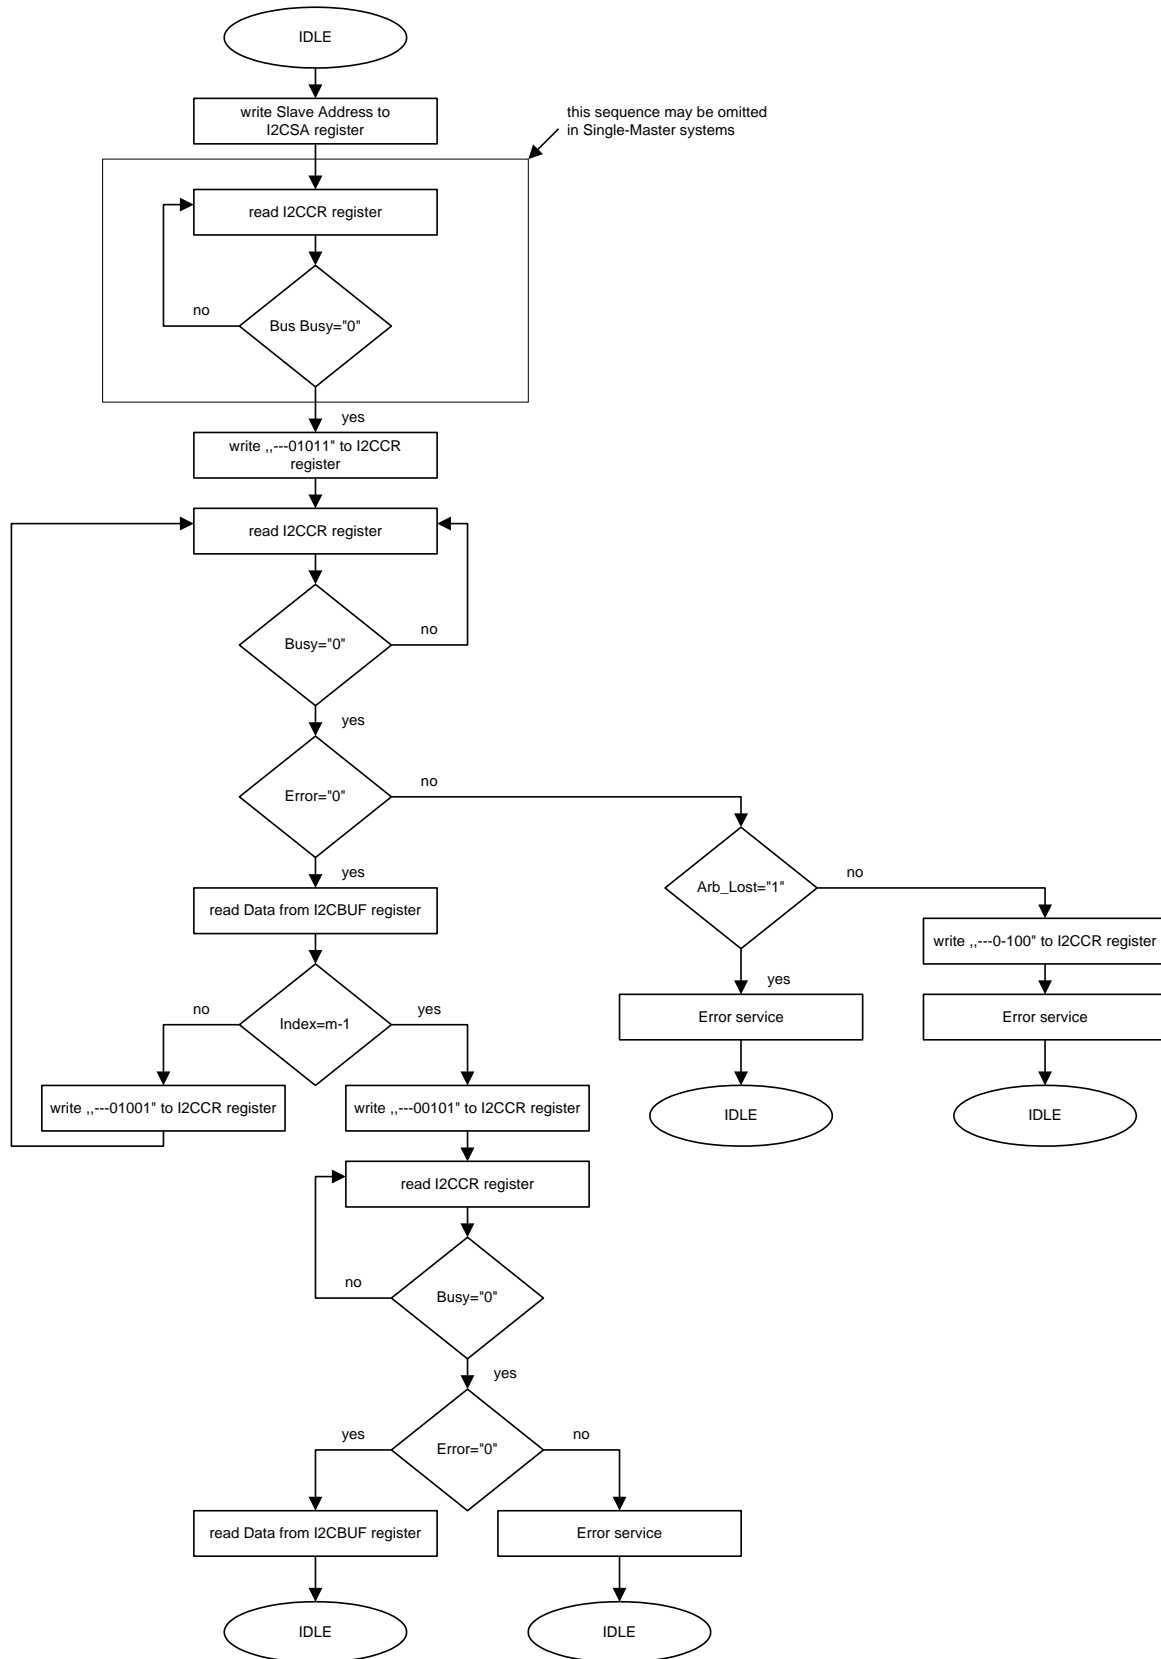 IDLE
write Slave Address to
I2CSA register
this sequence may be omitted
in Single-Master systems
read I2CCR register
no
Bus Busy="0"
yes
write ,,---01011" to I2CCR
register
read I2CCR register
Busy="0"
no
yes
Error="0"
no
yes
Arb_Lost="1"
no
read Data from I2CBUF register
write ,,---0-100" to I2CCR register
yes
no
Index=m-1
yes
Error service
Error service
write ,,---01001" to I2CCR register
write ,,---00101" to I2CCR register
IDLE
IDLE
read I2CCR register
no
Busy="0"
yes
yes
Error="0"
no
read Data from I2CBUF register
Error service
IDLE
IDLE